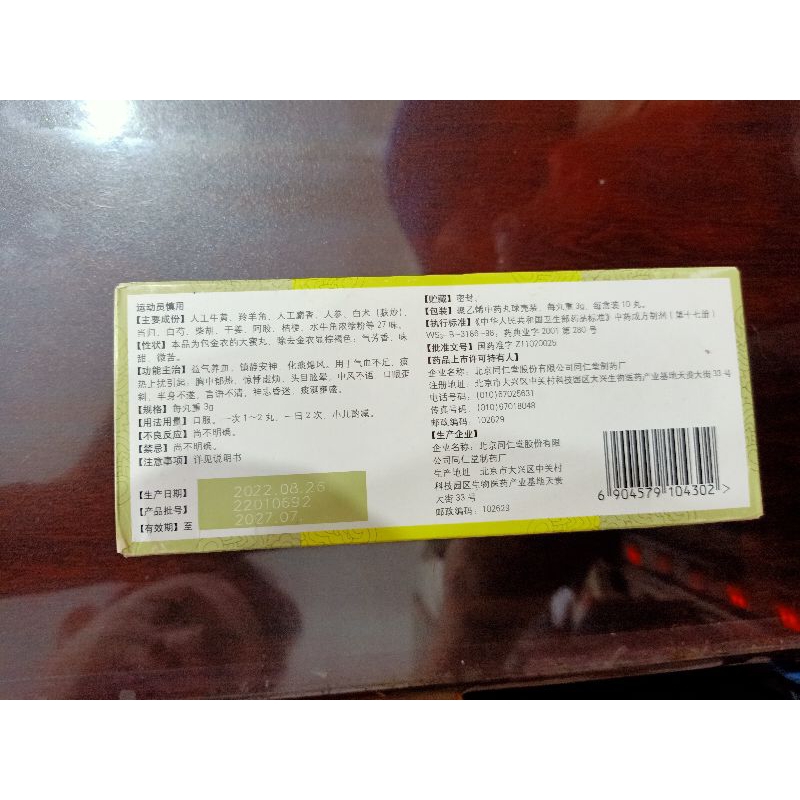 运动员慎用
【主要成份】人工牛黄、羚羊角、人工麝香、人参、白术(麸炒)、
当归、白芍、柴胡、干姜、阿胶、桔梗、水牛角浓缩粉等27味。
【性状】本品为包金衣的大蜜丸，除去金衣显棕褐色；气芳香，味
甜、微苦。
【功能主治】益气养血，镇静安神，化痰熄风。用于气血不足，痰
热上扰引起：胸中郁热、惊悸虚烦、头目眩晕、中风不语、口眼歪
斜、半身不遂、言语不清、神志昏迷、痰涎壅盛。
【规格】每丸重3g
【用法用量】口服。一次1~2丸，一日2次，小儿酌减。
【不良反应】尚不明确。
【禁忌】尚不明确。
【注意事项】详见说明书
【生产日期】 2022.08.26
【产品批号】 22010692
【有效期】至 2027.07.
【贮藏】密封。
【包装】聚乙烯中药丸球壳装，每丸重3g，每盒装10丸。
【执行标准】《中华人民共和国卫生部药品标准》中药成方制剂(第十七册)
WS₃-B-3186-98，药典业字2001第280号
【批准文号】国药准字Z11020025
【药品上市许可持有人】
企业名称：北京同仁堂股份有限公司同仁堂制药厂
注册地址：北京市大兴区中关村科技园区大兴生物医药产业基地天贵大街33号
电话号码：(010)67025631
传真号码：(010)67018048
邮政编码：102629
【生产企业】
企业名称：北京同仁堂股份有限
公司同仁堂制药厂
生产地址：北京市大兴区中关村
科技园区生物医药产业基地天贵
大街33号
邮政编码：102629
6 904579 104302 >